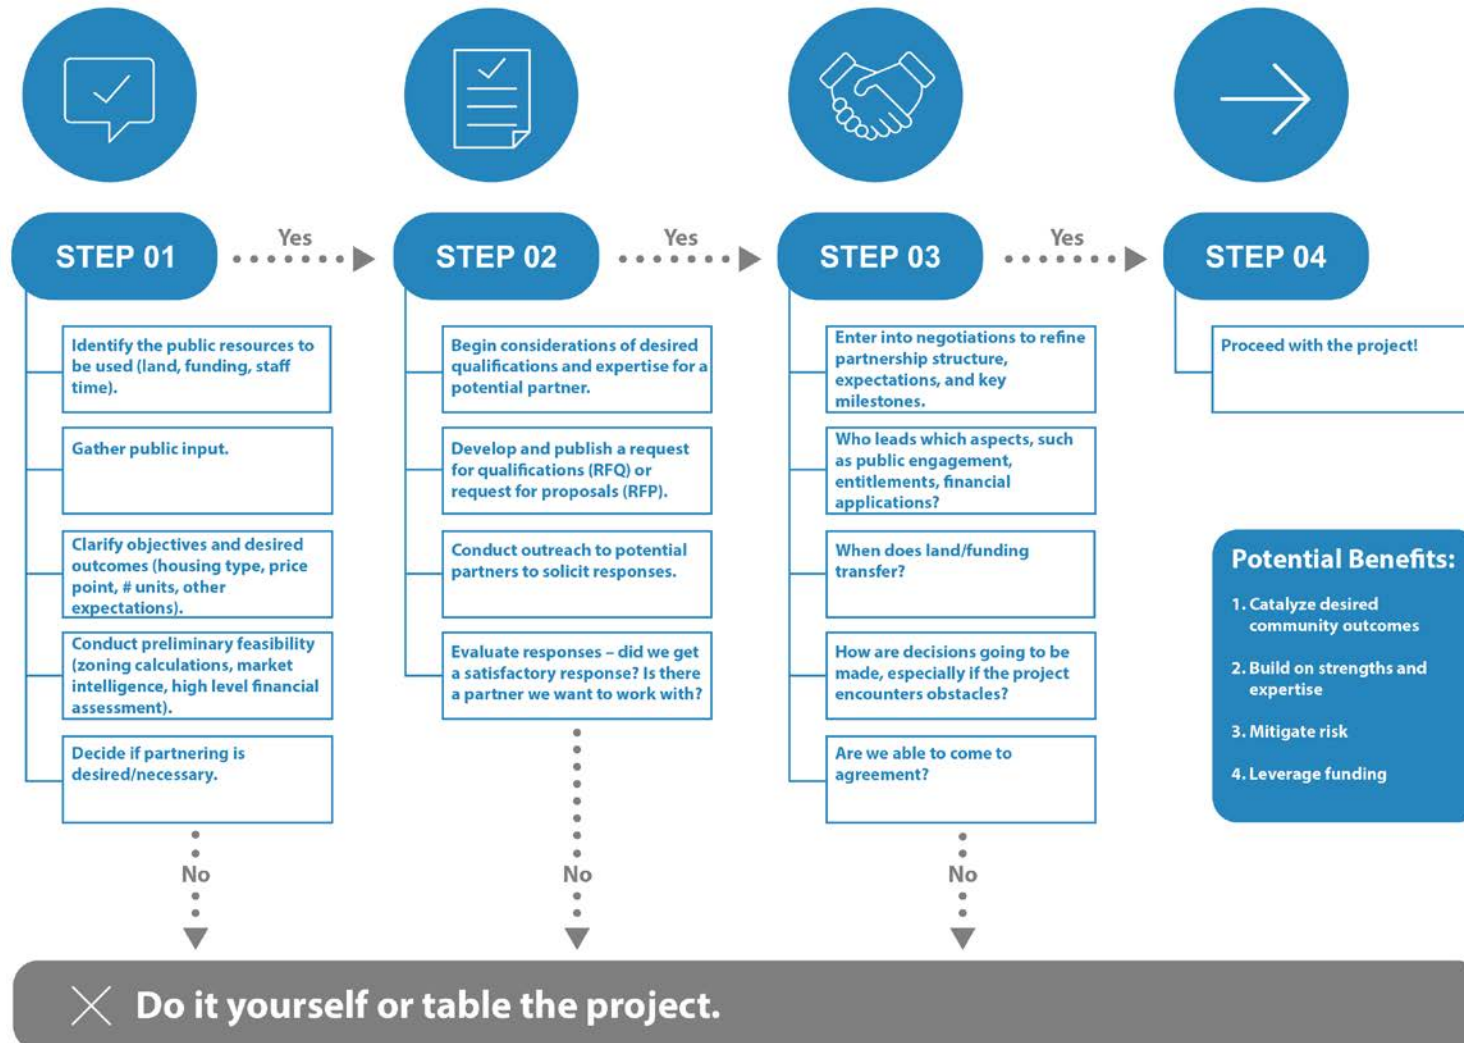 STEP 01
Yes
STEP 02
Yes
STEP 03
Yes
STEP 04
Identify the public resources to
be used (land, funding, staff
time).
Gather public input.
Clarify objectives and desired
outcomes (housing type, price
point, # units, other
expectations).
Conduct preliminary feasibility
(zoning calculations, market
intelligence, high level financial
assessment).
Decide if partnering is
desired/necessary.
No
Begin considerations of desired
qualifications and expertise for a
potential partner.
Develop and publish a request
for qualifications (RFQ) or
request for proposals (RFP).
Conduct outreach to potential
partners to solicit responses.
Evaluate responses – did we get
a satisfactory response? Is there
a partner we want to work with?
No
Enter into negotiations to refine
partnership structure,
expectations, and key
milestones.
Who leads which aspects, such
as public engagement,
entitlements, financial
applications?
When does land/funding
transfer?
How are decisions going to be
made, especially if the project
encounters obstacles?
Are we able to come to
agreement?
No
Proceed with the project!
Potential Benefits:
1. Catalyze desired
community outcomes
2. Build on strengths and
expertise
3. Mitigate risk
4. Leverage funding
Do it yourself or table the project.